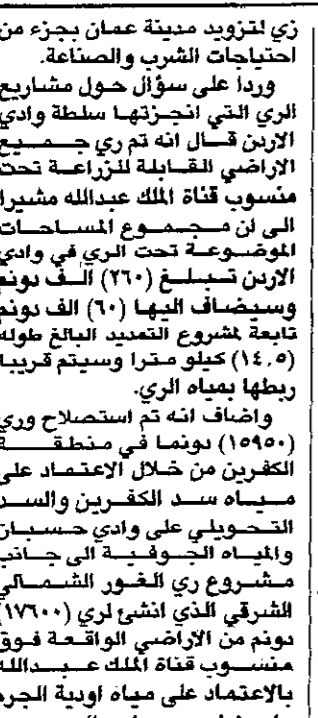 زي لتزويد مدينة عمان بجزء من
احتياجات الشرب والصناعة.
وردا على سؤال حول مشاريع
الري التي انجزتها سلطة وادي
الاردن قال انه تم ري جميع
الاراضي القابلة للزراعة تحت
منسوب قناة الملك عبدالله مشيرا
الى ان مجموع المساحات
الموضوعة تحت الري في وادي
الاردن تبلغ (٢٦٠) الف دونم
وسيضاف اليها (٦٠) الف دونم
تابعة لمشروع التمديد البالغ طوله
(١٤,٥) كيلو مترا وسيتم قريبا
ربطها بمياه الري.
واضاف انه تم استصلاح وري
(١٥٩٥٠) دونما في منطقة
الكفرين من خلال الاعتماد على
مياه سد الكفرين والسد
التحويلي على وادي حسبان
والمياه الجوفية الى جانب
مشروع ري الغور الشمالي
الشرقي الذي انشئ لري (١٧٦٠٠)
دونم من الاراضي الواقعة فوق
منسوب قناة الملك عبدالله
بالاعتماد على مياه اودية الجرم